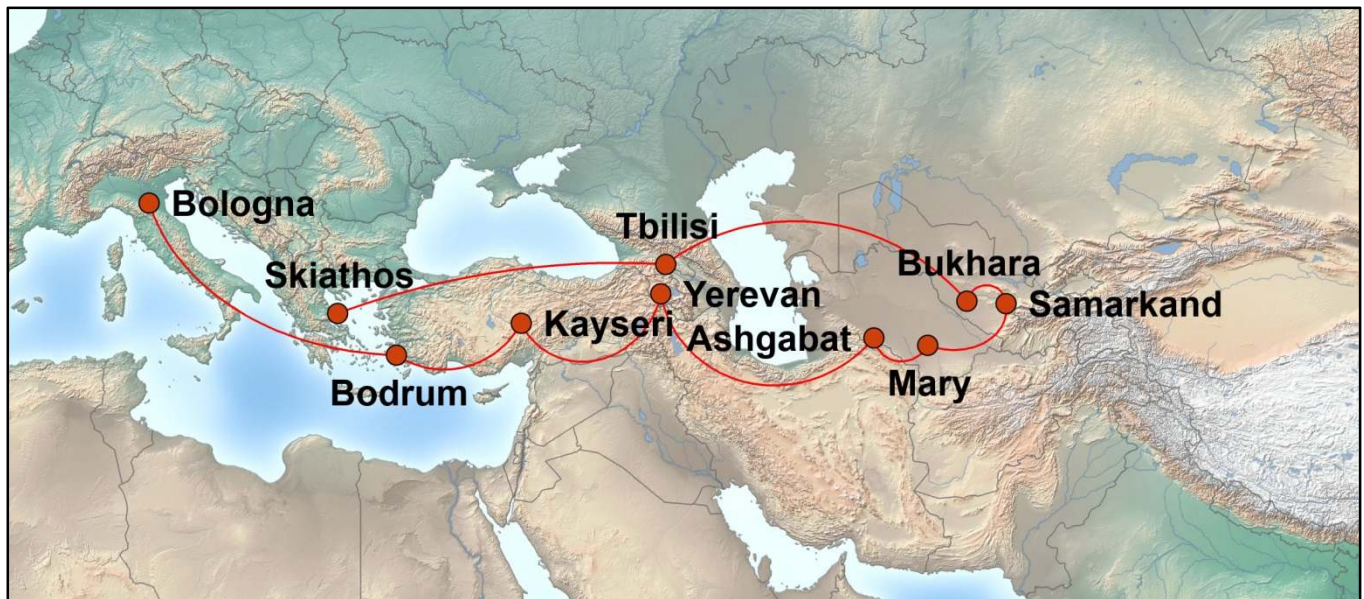 Bologna
Tbilisi
Bukhara
Skiathos
Yerevan
Samarkand
Kayseri
Ashgabat
Mary
Bodrum